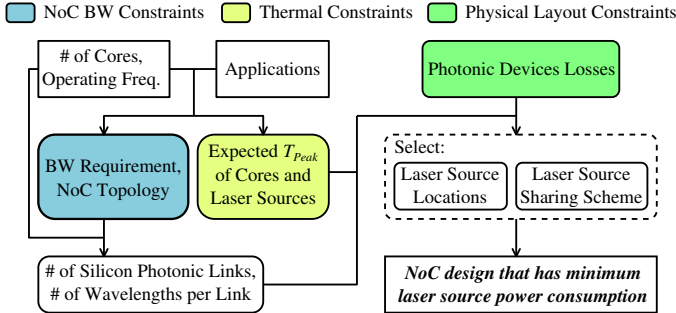 NoC BW Constraints
Thermal Constraints
Physical Layout Constraints
# of Cores,
Operating Freq.
Applications
Photonic Devices Losses
BW Requirement,
NoC Topology
Expected T_Peak
of Cores and
Laser Sources
Select:
Laser Source
Locations
Laser Source
Sharing Scheme
# of Silicon Photonic Links,
# of Wavelengths per Link
NoC design that has minimum
laser source power consumption